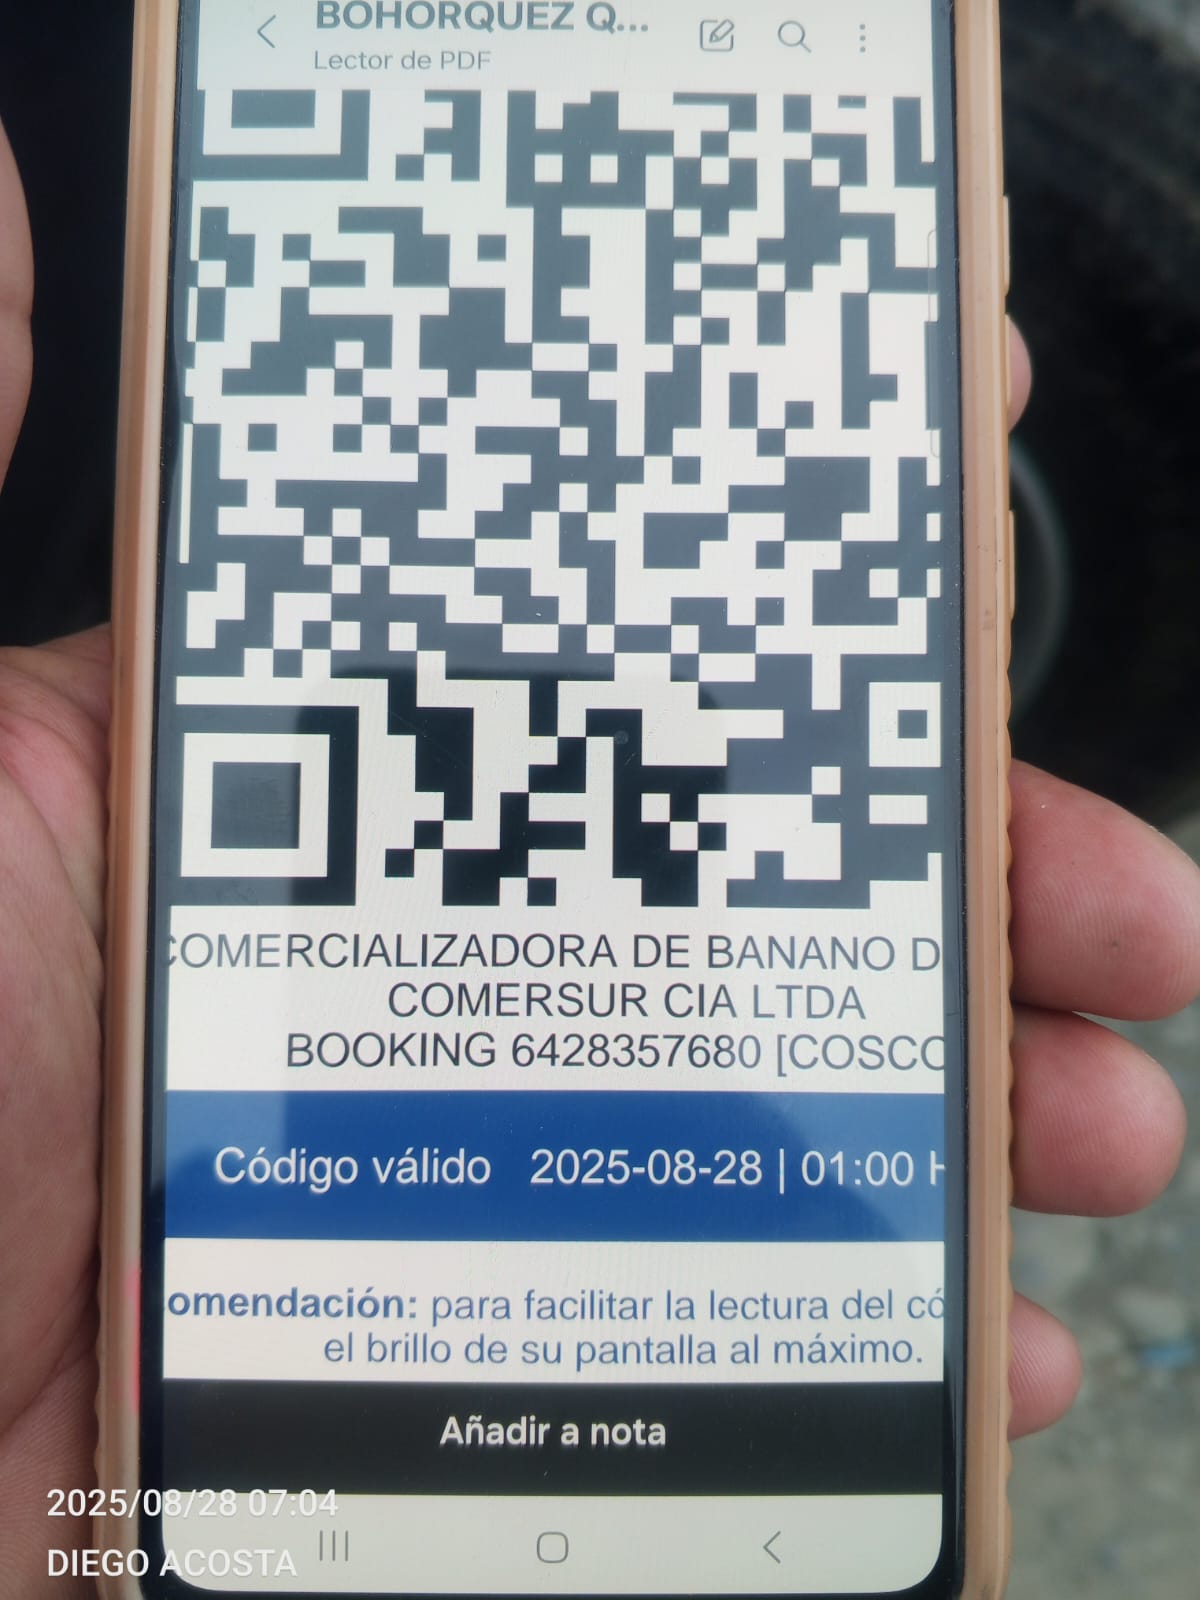 BOHORQUEZ Q...
Lector de PDF
COMERCIALIZADORA DE BANANO D
COMERSUR CIA LTDA
BOOKING 6428357680 [COSCO
Código válido 2025-08-28 | 01:00 H
omendación: para facilitar la lectura del có
el brillo de su pantalla al máximo.
Añadir a nota
2025/08/28 07:04
DIEGO ACOSTA